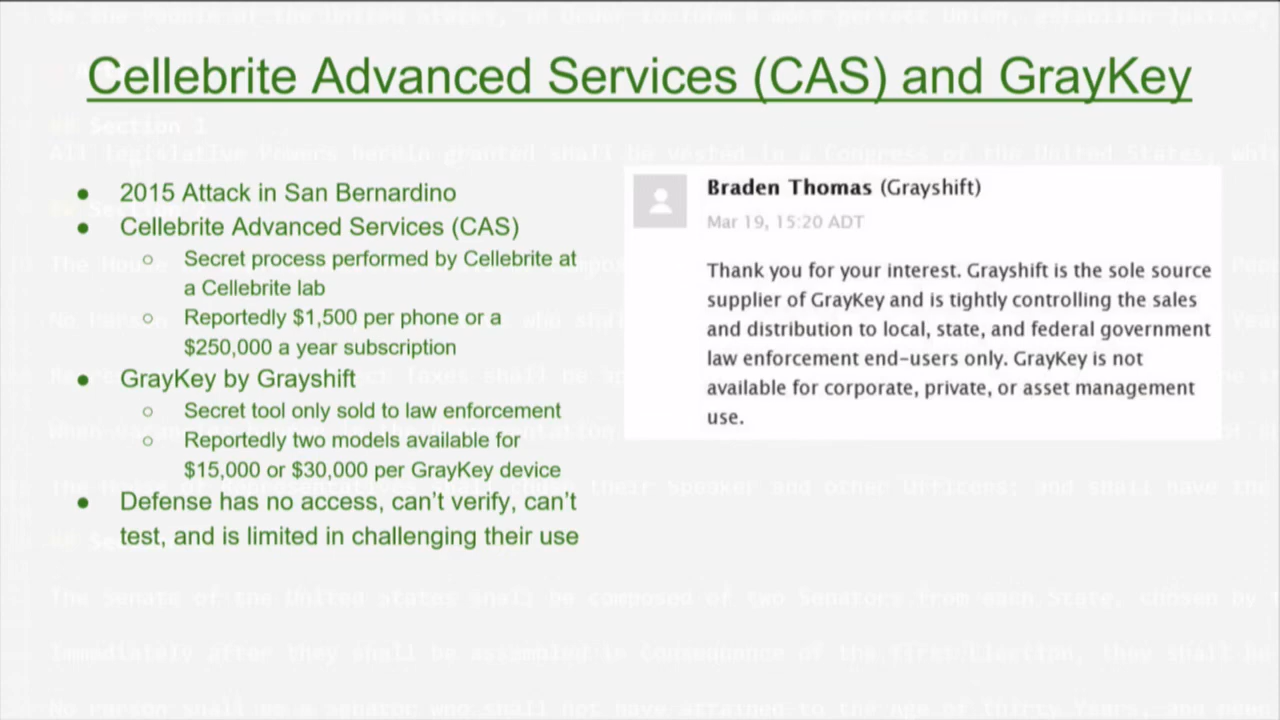 Cellebrite Advanced Services (CAS) and GrayKey
● 2015 Attack in San Bernardino
● Cellebrite Advanced Services (CAS)
○ Secret process performed by Cellebrite at
a Cellebrite lab
○ Reportedly $1,500 per phone or a
$250,000 a year subscription
● GrayKey by Grayshift
○ Secret tool only sold to law enforcement
○ Reportedly two models available for
$15,000 or $30,000 per GrayKey device
● Defense has no access, can't verify, can't
test, and is limited in challenging their use
Braden Thomas (Grayshift)
Mar 19, 15:20 ADT
Thank you for your interest. Grayshift is the sole source
supplier of GrayKey and is tightly controlling the sales
and distribution to local, state, and federal government
law enforcement end-users only. GrayKey is not
available for corporate, private, or asset management
use.